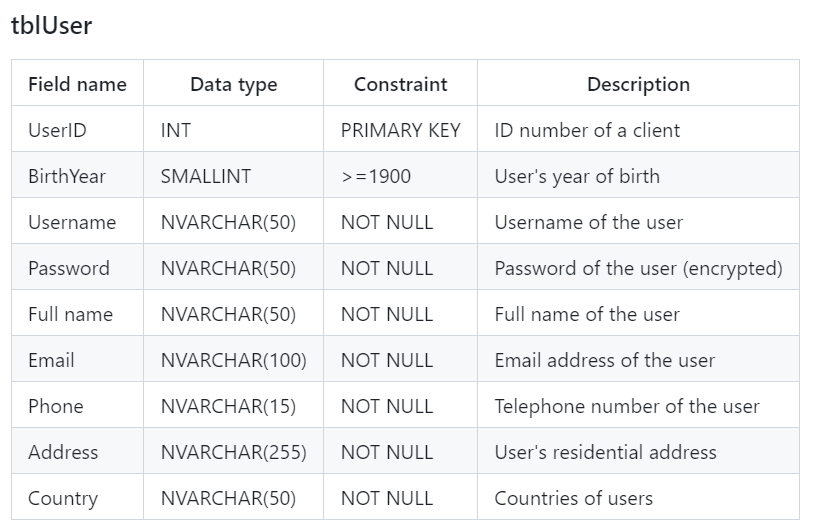 tblUser
Field name Data type Constraint Description
UserID INT PRIMARY KEY ID number of a client
BirthYear SMALLINT >=1900 User's year of birth
Username NVARCHAR(50) NOT NULL Username of the user
Password NVARCHAR(50) NOT NULL Password of the user (encrypted)
Full name NVARCHAR(50) NOT NULL Full name of the user
Email NVARCHAR(100) NOT NULL Email address of the user
Phone NVARCHAR(15) NOT NULL Telephone number of the user
Address NVARCHAR(255) NOT NULL User's residential address
Country NVARCHAR(50) NOT NULL Countries of users